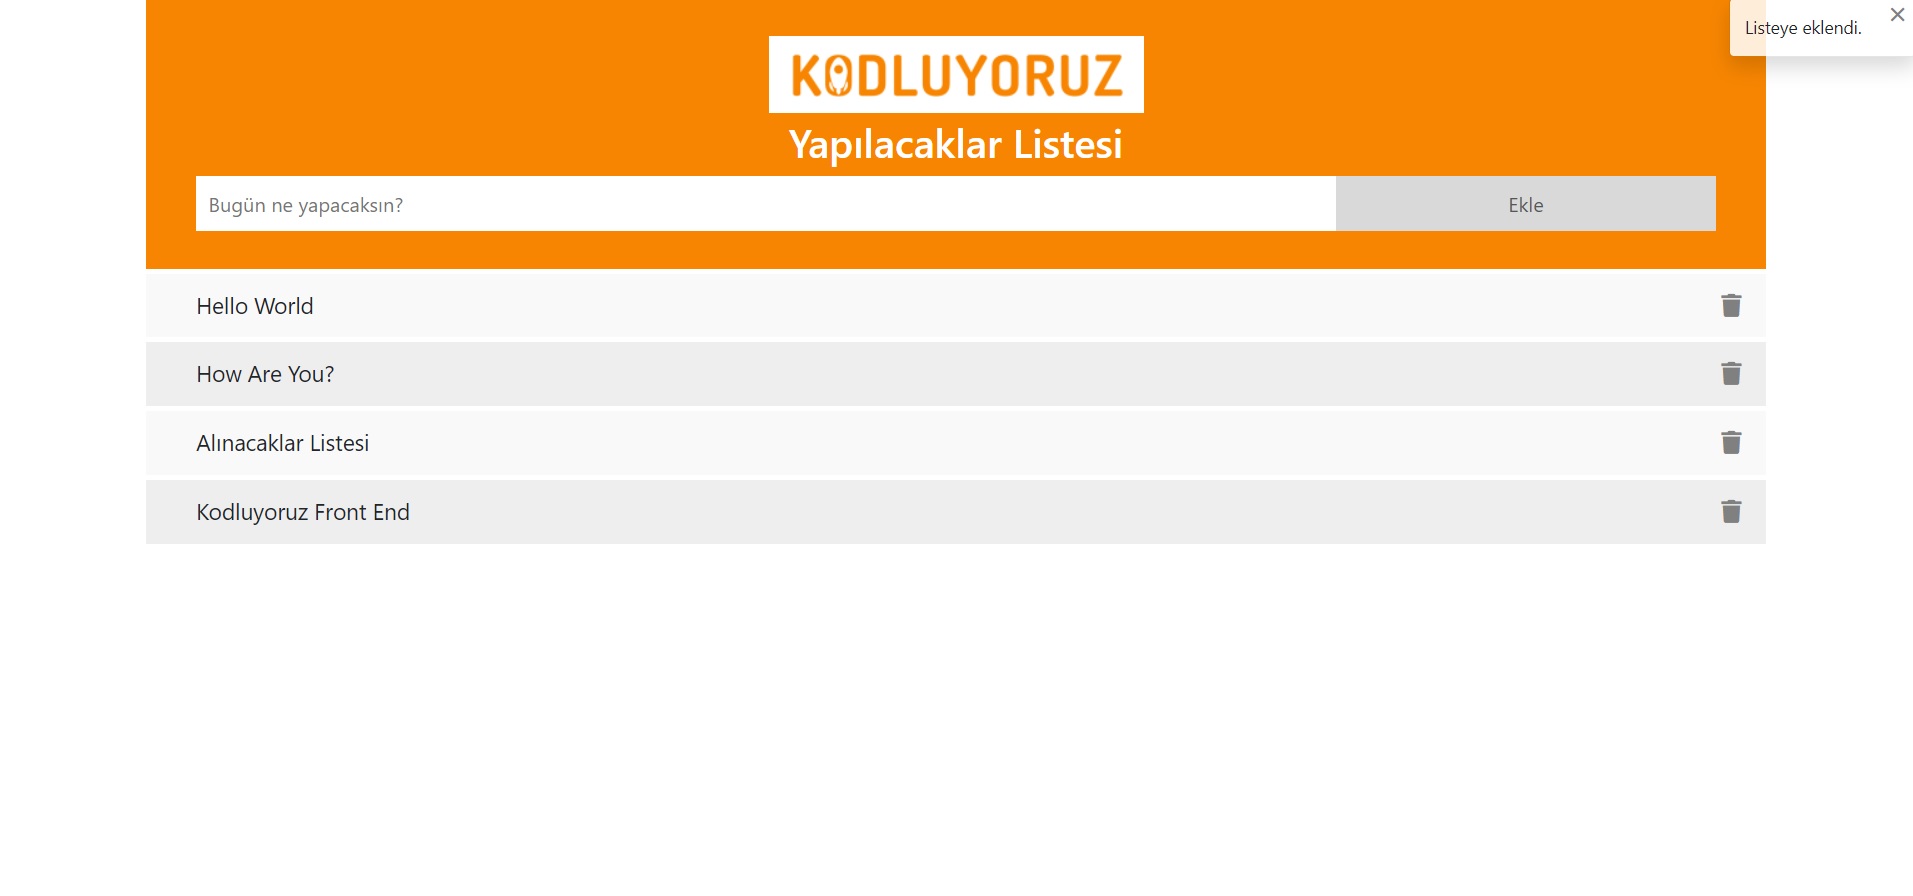 Listeye eklendi.
KODLUYORUZ
Yapılacaklar Listesi
Bugün ne yapacaksın?
Ekle
Hello World
How Are You?
Alınacaklar Listesi
Kodluyoruz Front End